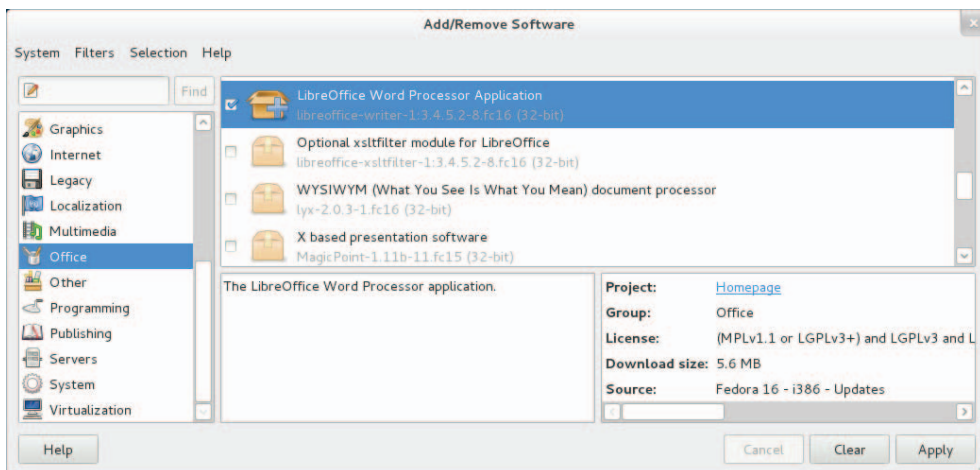 Add/Remove Software
System Filters Selection Help
Find
Graphics
Internet
Legacy
Localization
Multimedia
Office
Other
Programming
Publishing
Servers
System
Virtualization
LibreOffice Word Processor Application
libreoffice-writer-1:3.4.5.2-8.fc16 (32-bit)
Optional xsltfilter module for LibreOffice
libreoffice-xsltfilter-1:3.4.5.2-8.fc16 (32-bit)
WYSIWYM (What You See Is What You Mean) document processor
lyx-2.0.3-1.fc16 (32-bit)
X based presentation software
MagicPoint-1.11b-11.fc15 (32-bit)
The LibreOffice Word Processor application.
Project: Homepage
Group: Office
License: (MPLv1.1 or LGPLv3+) and LGPLv3 and L
Download size: 5.6 MB
Source: Fedora 16 - i386 - Updates
Help
Cancel Clear Apply